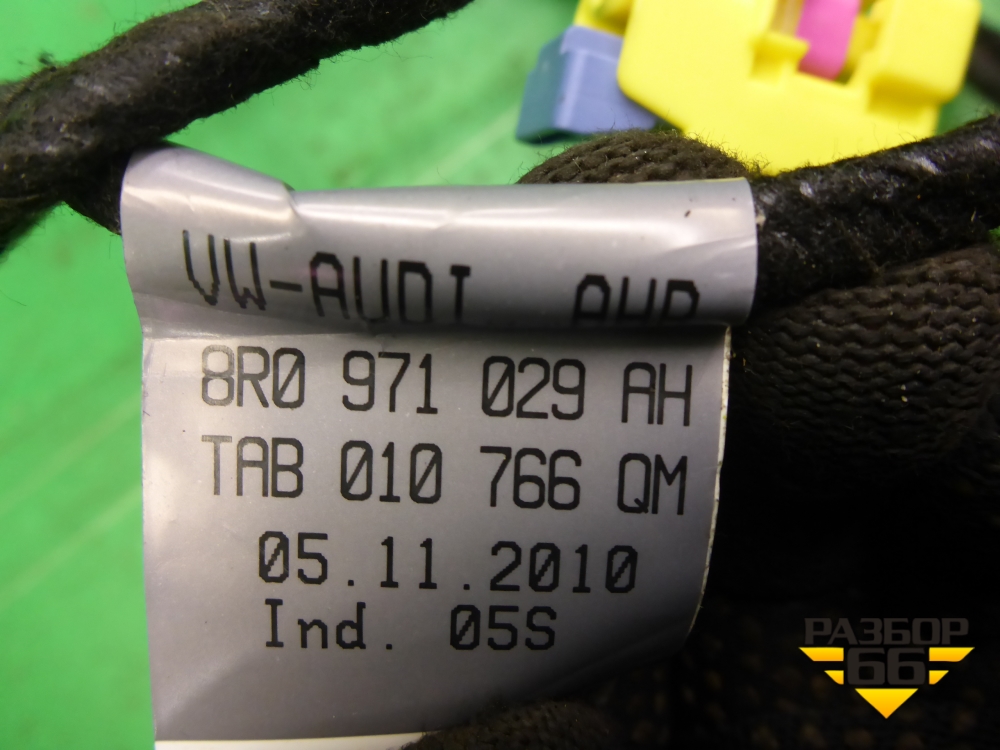 VW-AUDI
8R0 971 029 AH
TAB 010 766 QM
05.11.2010
Ind. 05S
РАЗБОР
66